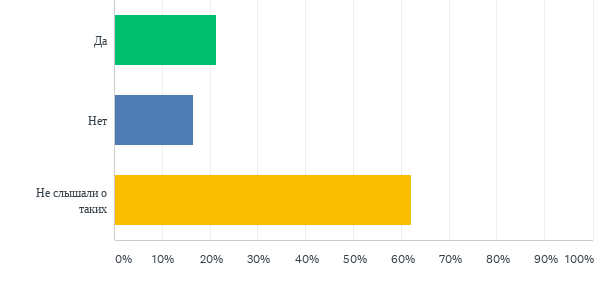 Да
Нет
Не слышали о
таких
0% 10% 20% 30% 40% 50% 60% 70% 80% 90% 100%